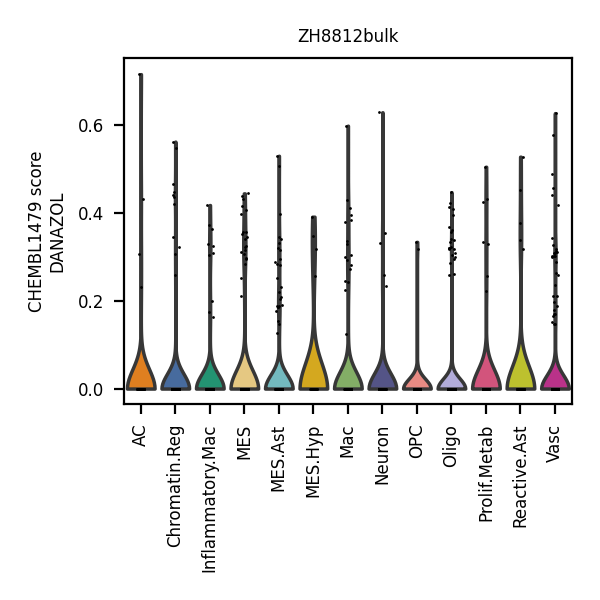 ZH8812bulk
CHEMBL1479 score
DANAZOL
0.6
0.4
0.2
0.0
AC
Chromatin.Reg
Inflammatory.Mac
MES
MES.Ast
MES.Hyp
Mac
Neuron
OPC
Oligo
Prolif.Metab
Reactive.Ast
Vasc